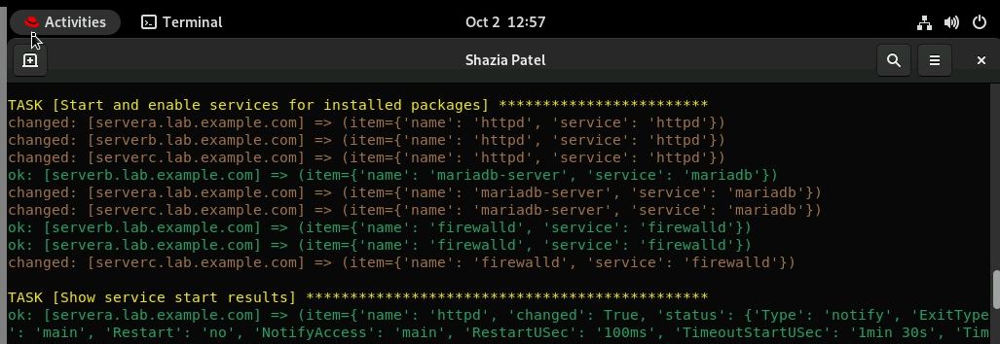 Activities Terminal Oct 2 12:57
Shazia Patel
TASK [Start and enable services for installed packages] ************************
changed: [servera.lab.example.com] => (item={'name': 'httpd', 'service': 'httpd'})
changed: [serverb.lab.example.com] => (item={'name': 'httpd', 'service': 'httpd'})
changed: [serverc.lab.example.com] => (item={'name': 'httpd', 'service': 'httpd'})
ok: [serverb.lab.example.com] => (item={'name': 'mariadb-server', 'service': 'mariadb'})
changed: [servera.lab.example.com] => (item={'name': 'mariadb-server', 'service': 'mariadb'})
changed: [serverc.lab.example.com] => (item={'name': 'mariadb-server', 'service': 'mariadb'})
ok: [serverb.lab.example.com] => (item={'name': 'firewalld', 'service': 'firewalld'})
ok: [servera.lab.example.com] => (item={'name': 'firewalld', 'service': 'firewalld'})
changed: [serverc.lab.example.com] => (item={'name': 'firewalld', 'service': 'firewalld'})
TASK [Show service start results] **********************************************
ok: [servera.lab.example.com] => (item={'name': 'httpd', 'changed': True, 'status': {'Type': 'notify', 'ExitType
': 'main', 'Restart': 'no', 'NotifyAccess': 'main', 'RestartUSec': '100ms', 'TimeoutStartUSec': '1min 30s', 'Tim